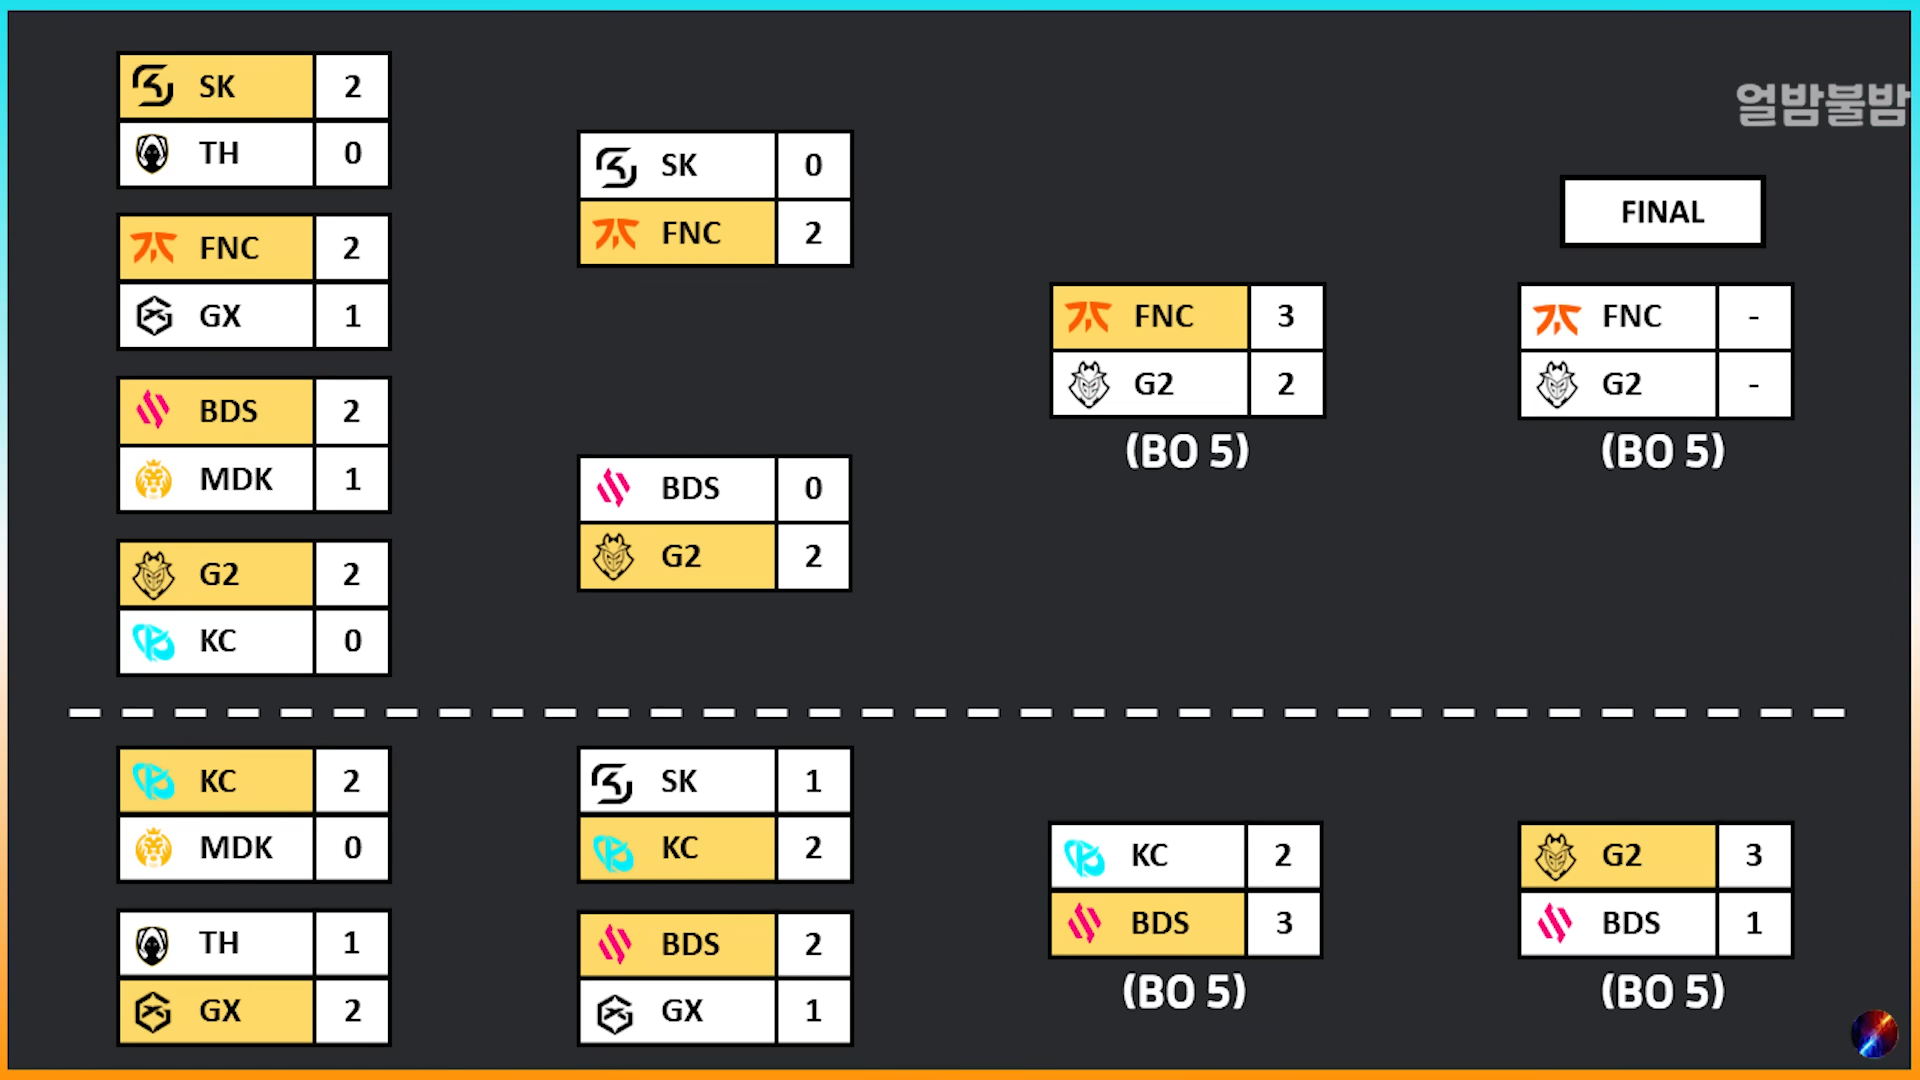 SK 2
TH 0
FNC 2
GX 1
BDS 2
MDK 1
G2 2
KC 0
SK 0
FNC 2
BDS 0
G2 2
FNC 3
G2 2
(BO 5)
얼밤불밤
FINAL
FNC -
G2 -
(BO 5)
KC 2
MDK 0
TH 1
GX 2
SK 1
KC 2
BDS 2
GX 1
KC 2
BDS 3
(BO 5)
G2 3
BDS 1
(BO 5)